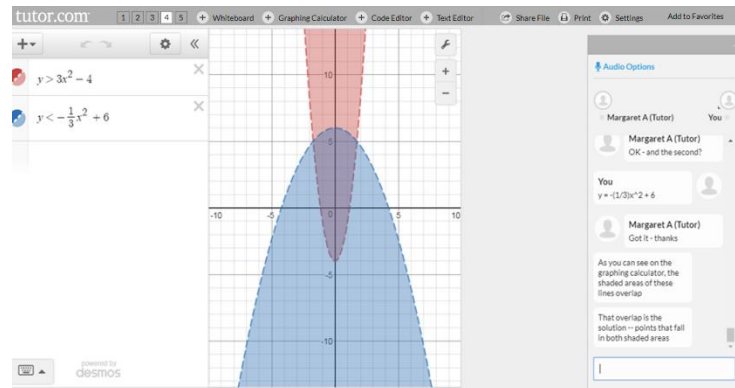 tutor.com
1 2 3 4 5 + Whiteboard + Graphing Calculator + Code Editor + Text Editor Share File Print Settings Add to Favorites
y > 3x² − 4
y < −1/3x² + 6
powered by
desmos
10
5
-10 -5 0 5 10
-5
-10
Audio Options
Margaret A (Tutor) You
Margaret A (Tutor)
OK - and the second?
You
y = -(1/3)x^2 + 6
Margaret A (Tutor)
Got it - thanks
As you can see on the
graphing calculator, the
shaded areas of these
lines overlap
That overlap is the
solution -- points that fall
in both shaded areas